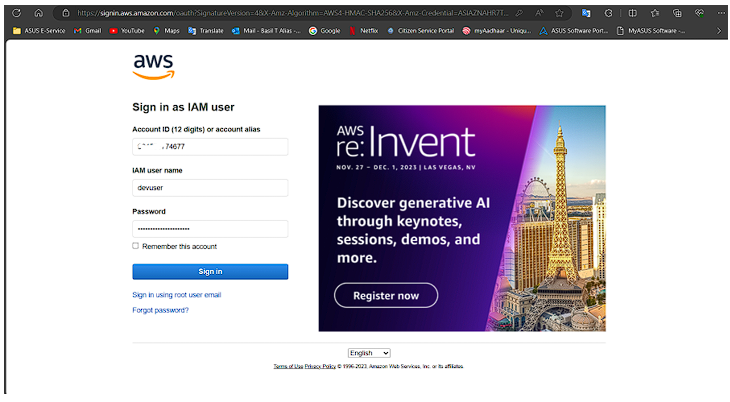 https://signin.aws.amazon.com/oauth?SignatureVersion=4&X-Amz-Algorithm=AWS4-HMAC-SHA256&X-Amz-Credential=ASIAZNAHR7T...
ASUS E-Service M Gmail YouTube Maps Translate Mail - Basil T Alias -... Google Netflix Citizen Service Portal myAadhaar - Uniqu... ASUS Software Port... MyASUS Software -...
aws
Sign in as IAM user
Account ID (12 digits) or account alias
74677
IAM user name
devuser
Password
Remember this account
Sign in
Sign in using root user email
Forgot password?
AWS
re:Invent
NOV. 27 – DEC. 1, 2023 | LAS VEGAS, NV
Discover generative AI
through keynotes,
sessions, demos, and
more.
Register now
English
Terms of Use Privacy Policy © 1996-2023, Amazon Web Services, Inc. or its affiliates.